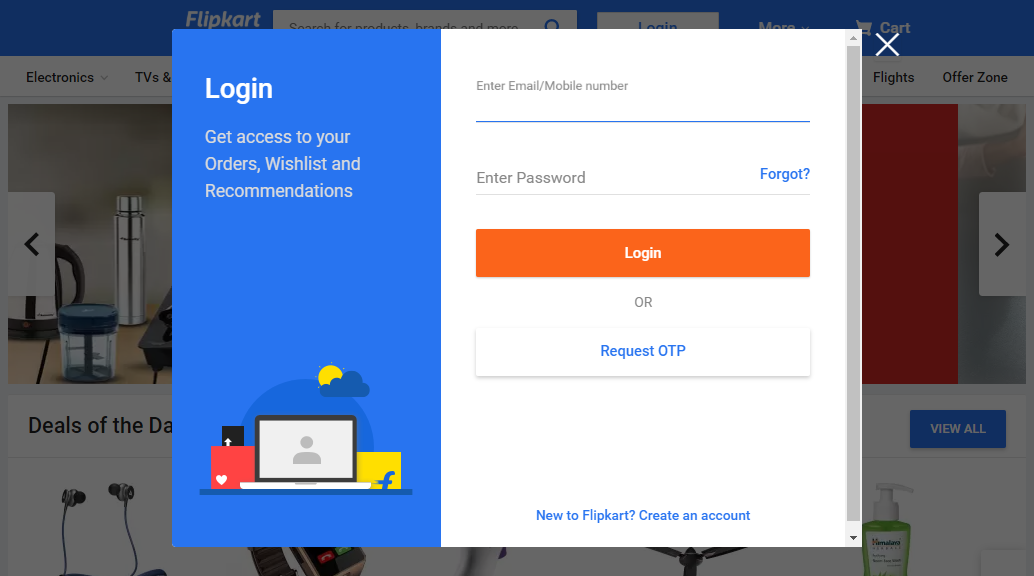 Flipkart
Search for products, brands and more
Login
More
Cart
Electronics
TVs &
Flights
Offer Zone
Login
Get access to your
Orders, Wishlist and
Recommendations
Enter Email/Mobile number
Enter Password
Forgot?
Login
OR
Request OTP
New to Flipkart? Create an account
Deals of the Da
VIEW ALL
Himalaya
HERBALS